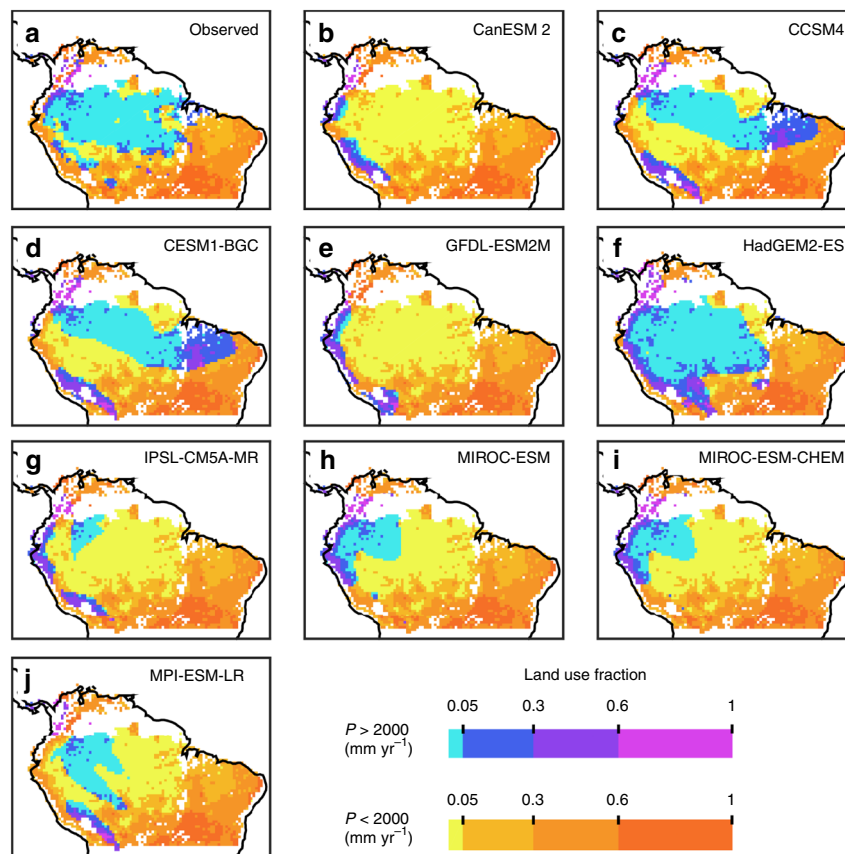 a Observed
b CanESM 2
c CCSM4
d CESM1-BGC
e GFDL-ESM2M
f HadGEM2-ES
g IPSL-CM5A-MR
h MIROC-ESM
i MIROC-ESM-CHEM
j MPI-ESM-LR
Land use fraction
0.05 0.3 0.6 1
P > 2000
(mm yr⁻¹)
0.05 0.3 0.6 1
P < 2000
(mm yr⁻¹)